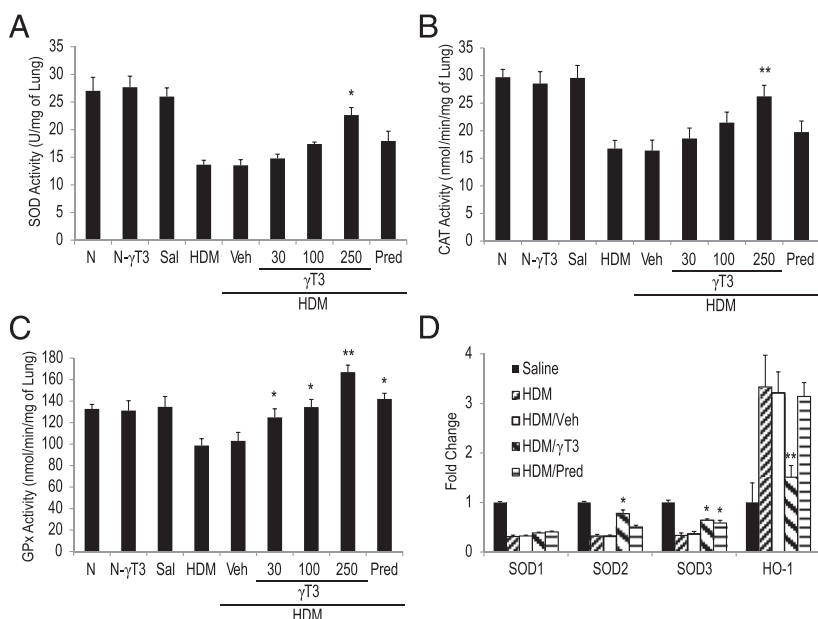 A
SOD Activity (U/mg of Lung)
35
30
25
20
15
10
5
0
*
N N-γT3 Sal HDM Veh 30 100 250 Pred
γT3
HDM
B
CAT Activity (nmol/min/mg of Lung)
35
30
25
20
15
10
5
0
**
N N-γT3 Sal HDM Veh 30 100 250 Pred
γT3
HDM
C
GPx Activity (nmol/min/mg of Lung)
180
160
140
120
100
80
60
40
20
0
* * ** *
N N-γT3 Sal HDM Veh 30 100 250 Pred
γT3
HDM
D
Fold Change
4
3
2
1
0
Saline
HDM
HDM/Veh
HDM/γT3
HDM/Pred
* * * **
SOD1 SOD2 SOD3 HO-1